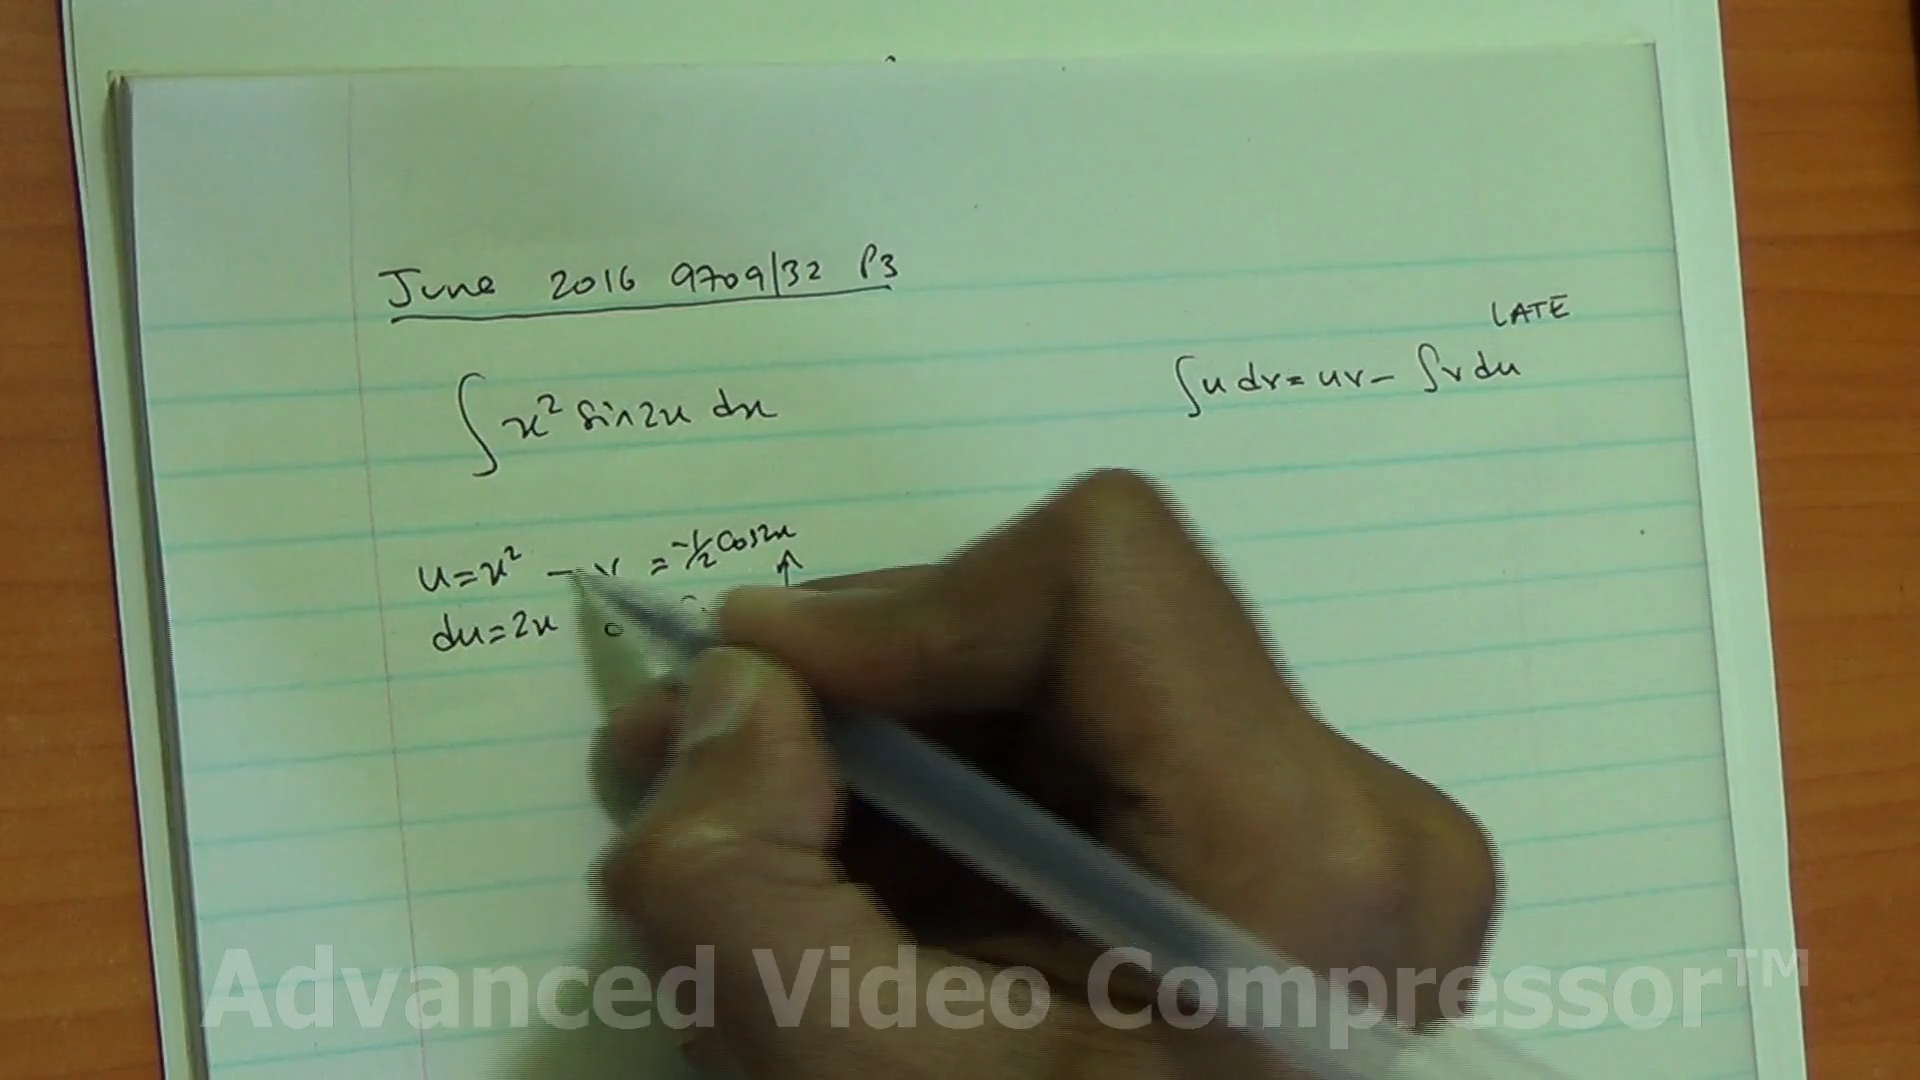 June 2016 9709/32 P3
LATE
∫u dv = uv - ∫v du
∫x² sin2x dx
u=x² - v = -1/2 cos2x
du=2x
Advanced Video Compressor™